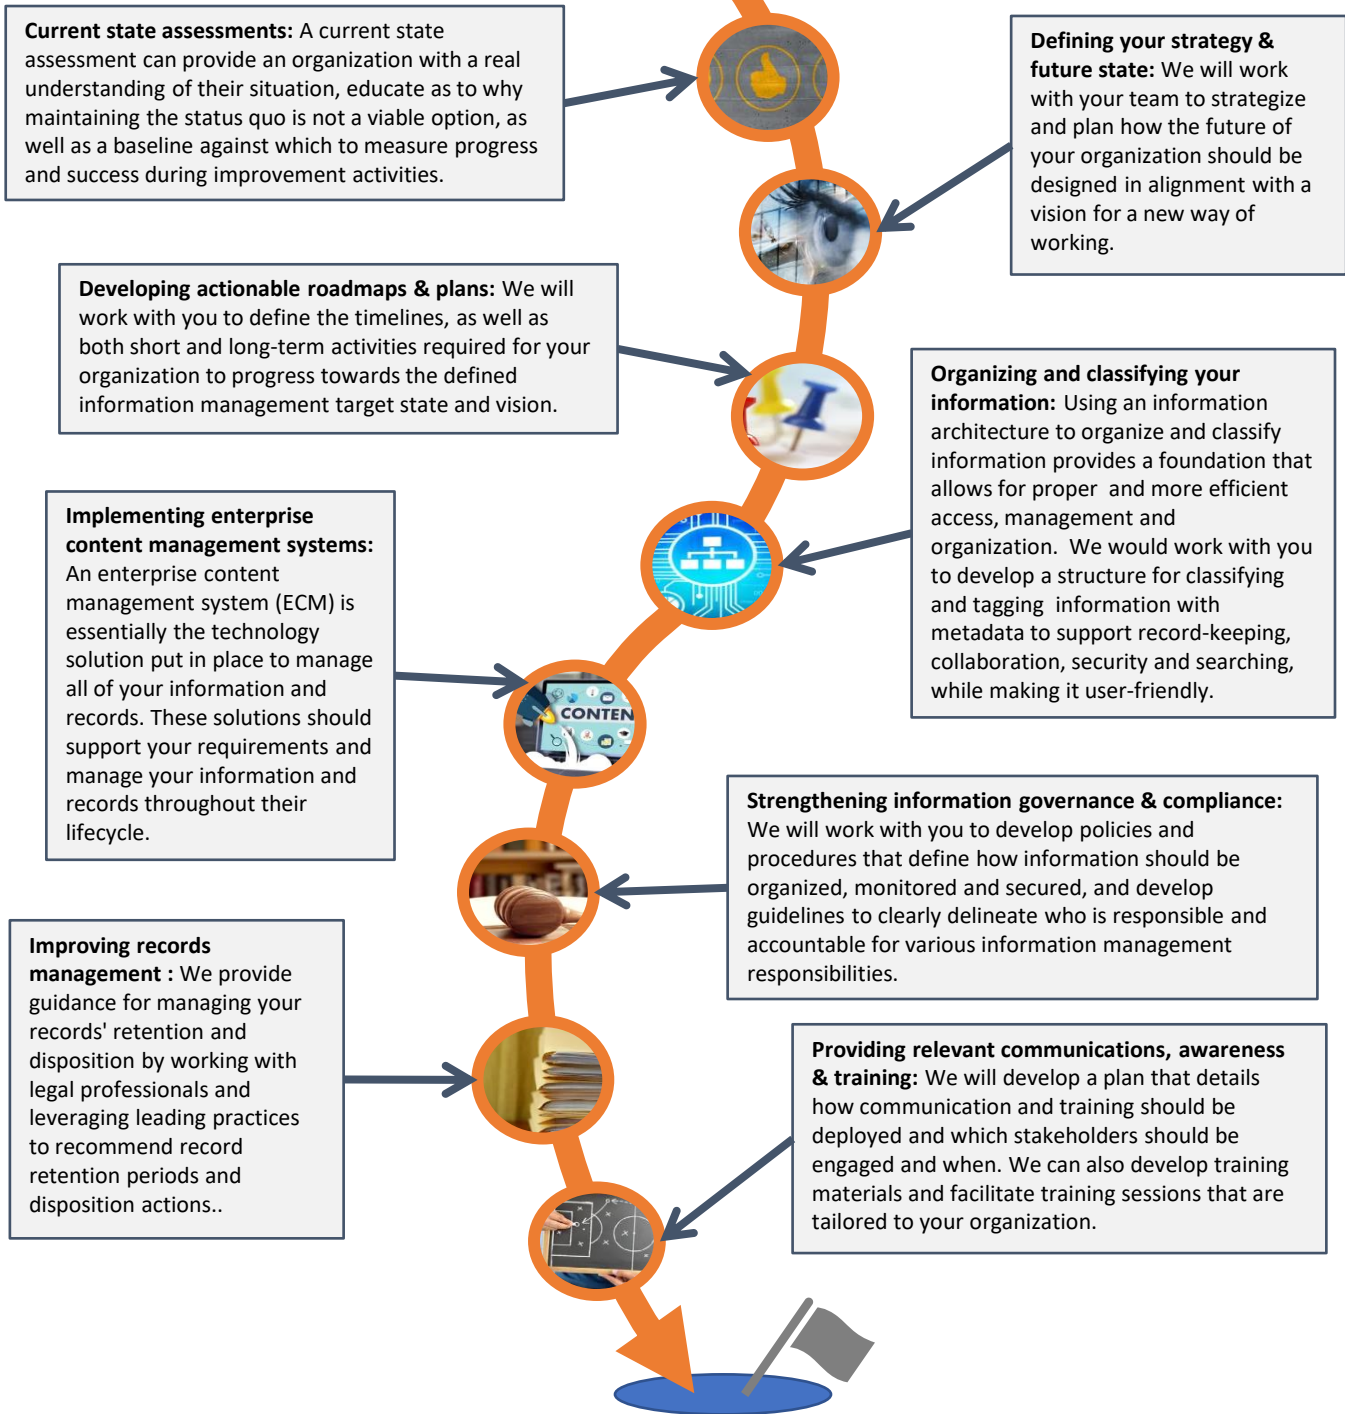 Current state assessments: A current state
assessment can provide an organization with a real
understanding of their situation, educate as to why
maintaining the status quo is not a viable option, as
well as a baseline against which to measure progress
and success during improvement activities.
Defining your strategy &
future state: We will work
with your team to strategize
and plan how the future of
your organization should be
designed in alignment with a
vision for a new way of
working.
Developing actionable roadmaps & plans: We will
work with you to define the timelines, as well as
both short and long-term activities required for your
organization to progress towards the defined
information management target state and vision.
Organizing and classifying your
information: Using an information
architecture to organize and classify
information provides a foundation that
allows for proper  and more efficient
access, management and
organization.  We would work with you
to develop a structure for classifying
and tagging  information with
metadata to support record-keeping,
collaboration, security and searching,
while making it user-friendly.
Implementing enterprise
content management systems:
An enterprise content
management system (ECM) is
essentially the technology
solution put in place to manage
all of your information and
records. These solutions should
support your requirements and
manage your information and
records throughout their
lifecycle.
CONTEN
Strengthening information governance & compliance:
We will work with you to develop policies and
procedures that define how information should be
organized, monitored and secured, and develop
guidelines to clearly delineate who is responsible and
accountable for various information management
responsibilities.
Improving records
management : We provide
guidance for managing your
records' retention and
disposition by working with
legal professionals and
leveraging leading practices
to recommend record
retention periods and
disposition actions..
Providing relevant communications, awareness
& training: We will develop a plan that details
how communication and training should be
deployed and which stakeholders should be
engaged and when. We can also develop training
materials and facilitate training sessions that are
tailored to your organization.